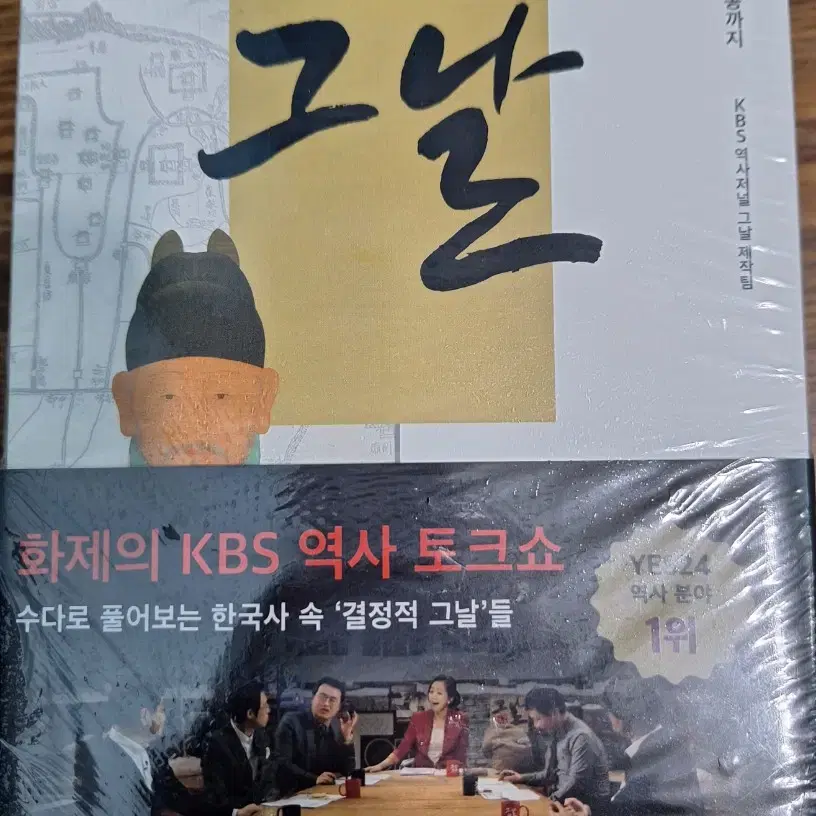 그날
까지
KBS 역사저널 그날 제작팀
화제의 KBS 역사 토크쇼
수다로 풀어보는 한국사 속 '결정적 그날'들
YES24
역사 분야
1위